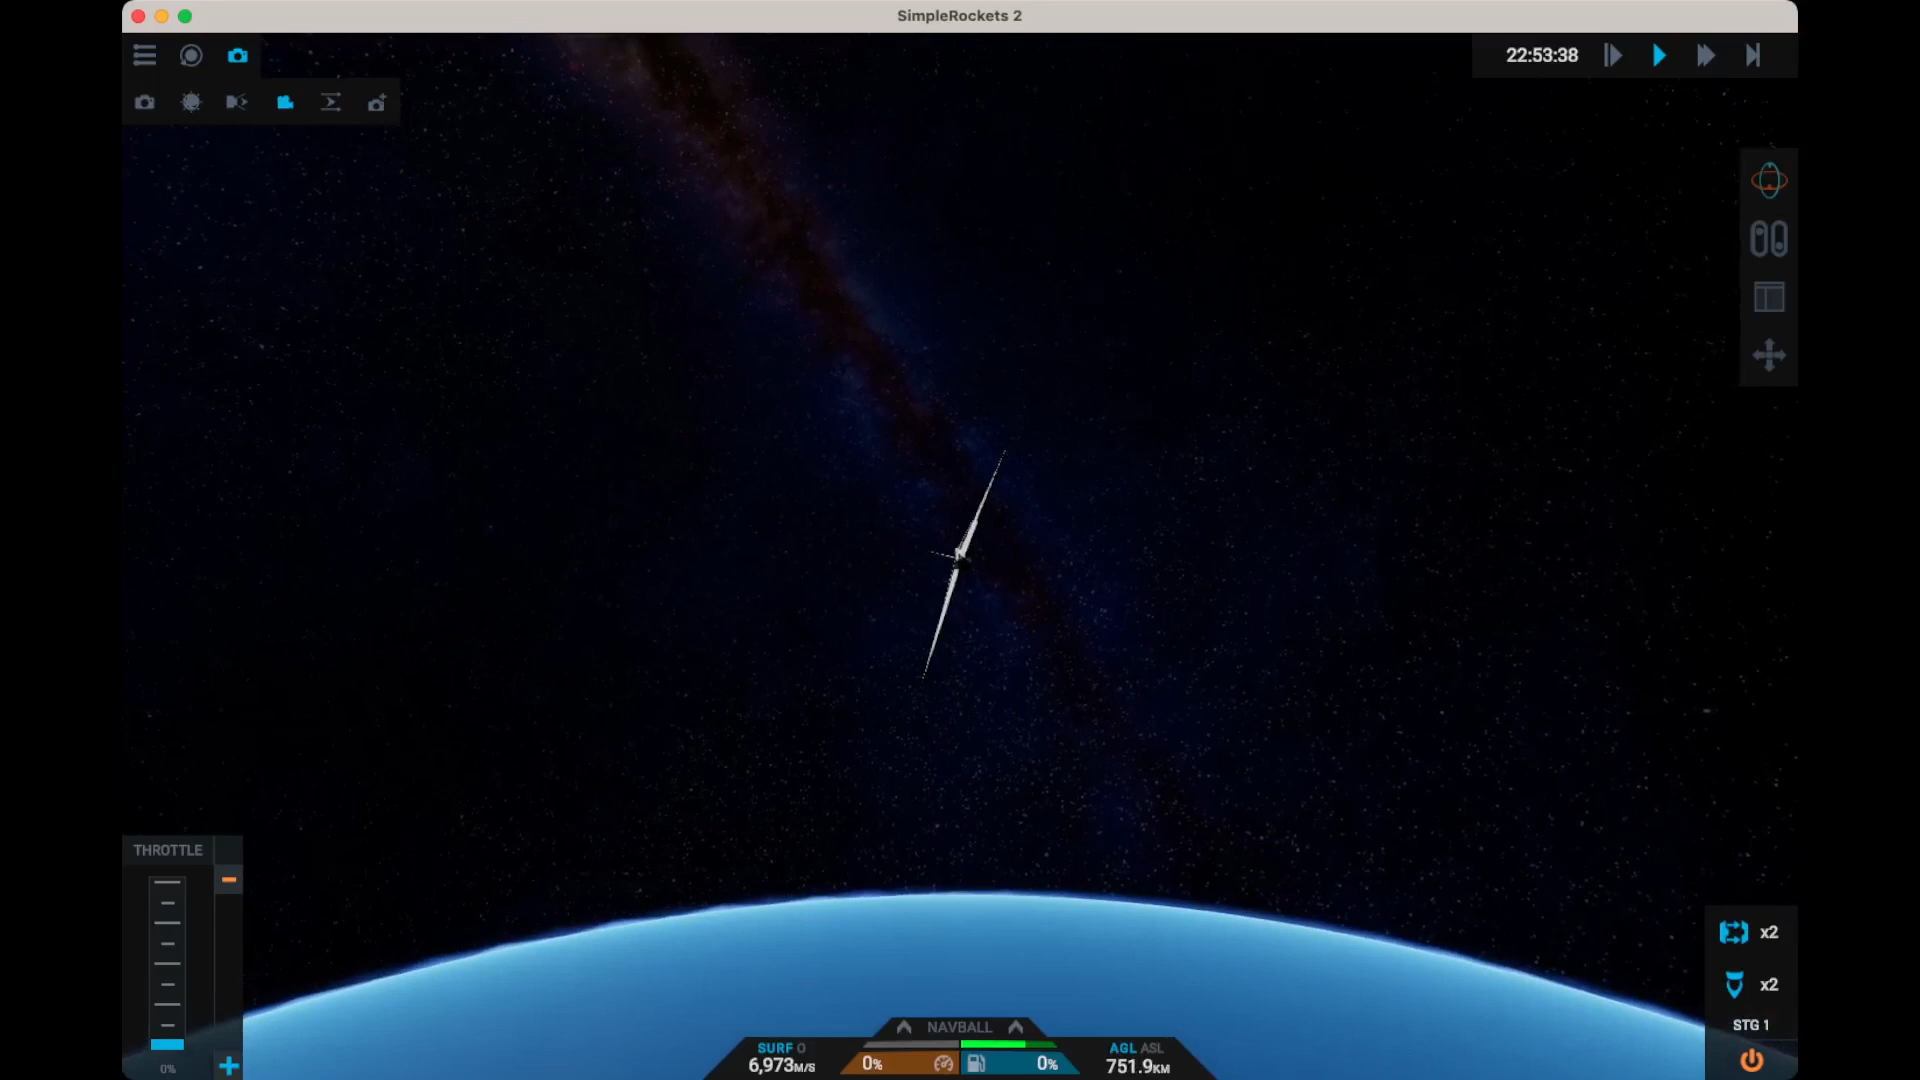 SimpleRockets 2
22:53:38
THROTTLE
0%
NAVBALL
SURF O
6,973M/S
0%
0%
AGL ASL
751.9KM
x2
x2
STG 1